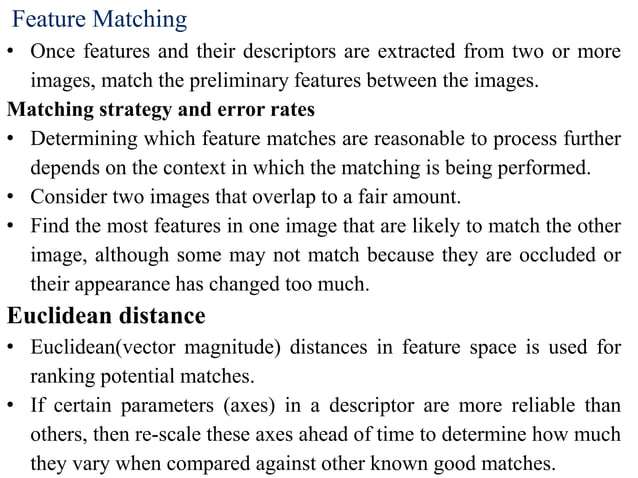 Feature Matching
• Once features and their descriptors are extracted from two or more
images, match the preliminary features between the images.
Matching strategy and error rates
• Determining which feature matches are reasonable to process further
depends on the context in which the matching is being performed.
• Consider two images that overlap to a fair amount.
• Find the most features in one image that are likely to match the other
image, although some may not match because they are occluded or
their appearance has changed too much.
Euclidean distance
• Euclidean(vector magnitude) distances in feature space is used for
ranking potential matches.
• If certain parameters (axes) in a descriptor are more reliable than
others, then re-scale these axes ahead of time to determine how much
they vary when compared against other known good matches.